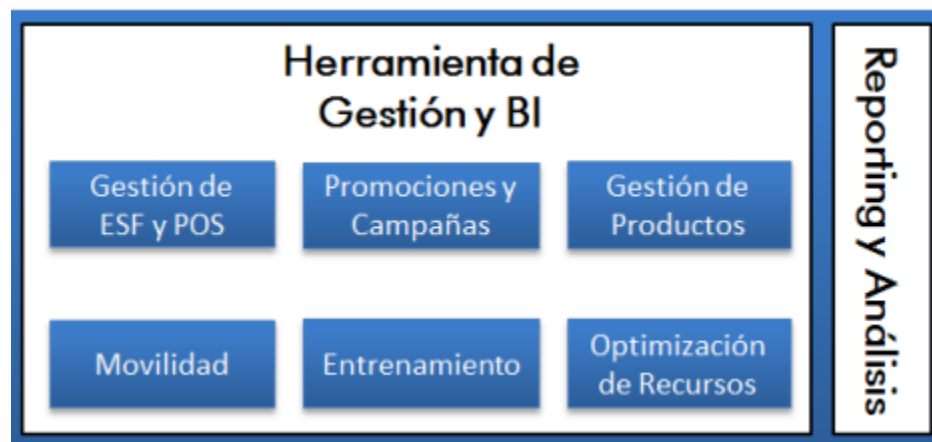 Herramienta de
Gestión y BI
Gestión de
ESF y POS
Promociones y
Campañas
Gestión de
Productos
Movilidad
Entrenamiento
Optimización
de Recursos
Reporting y Análisis